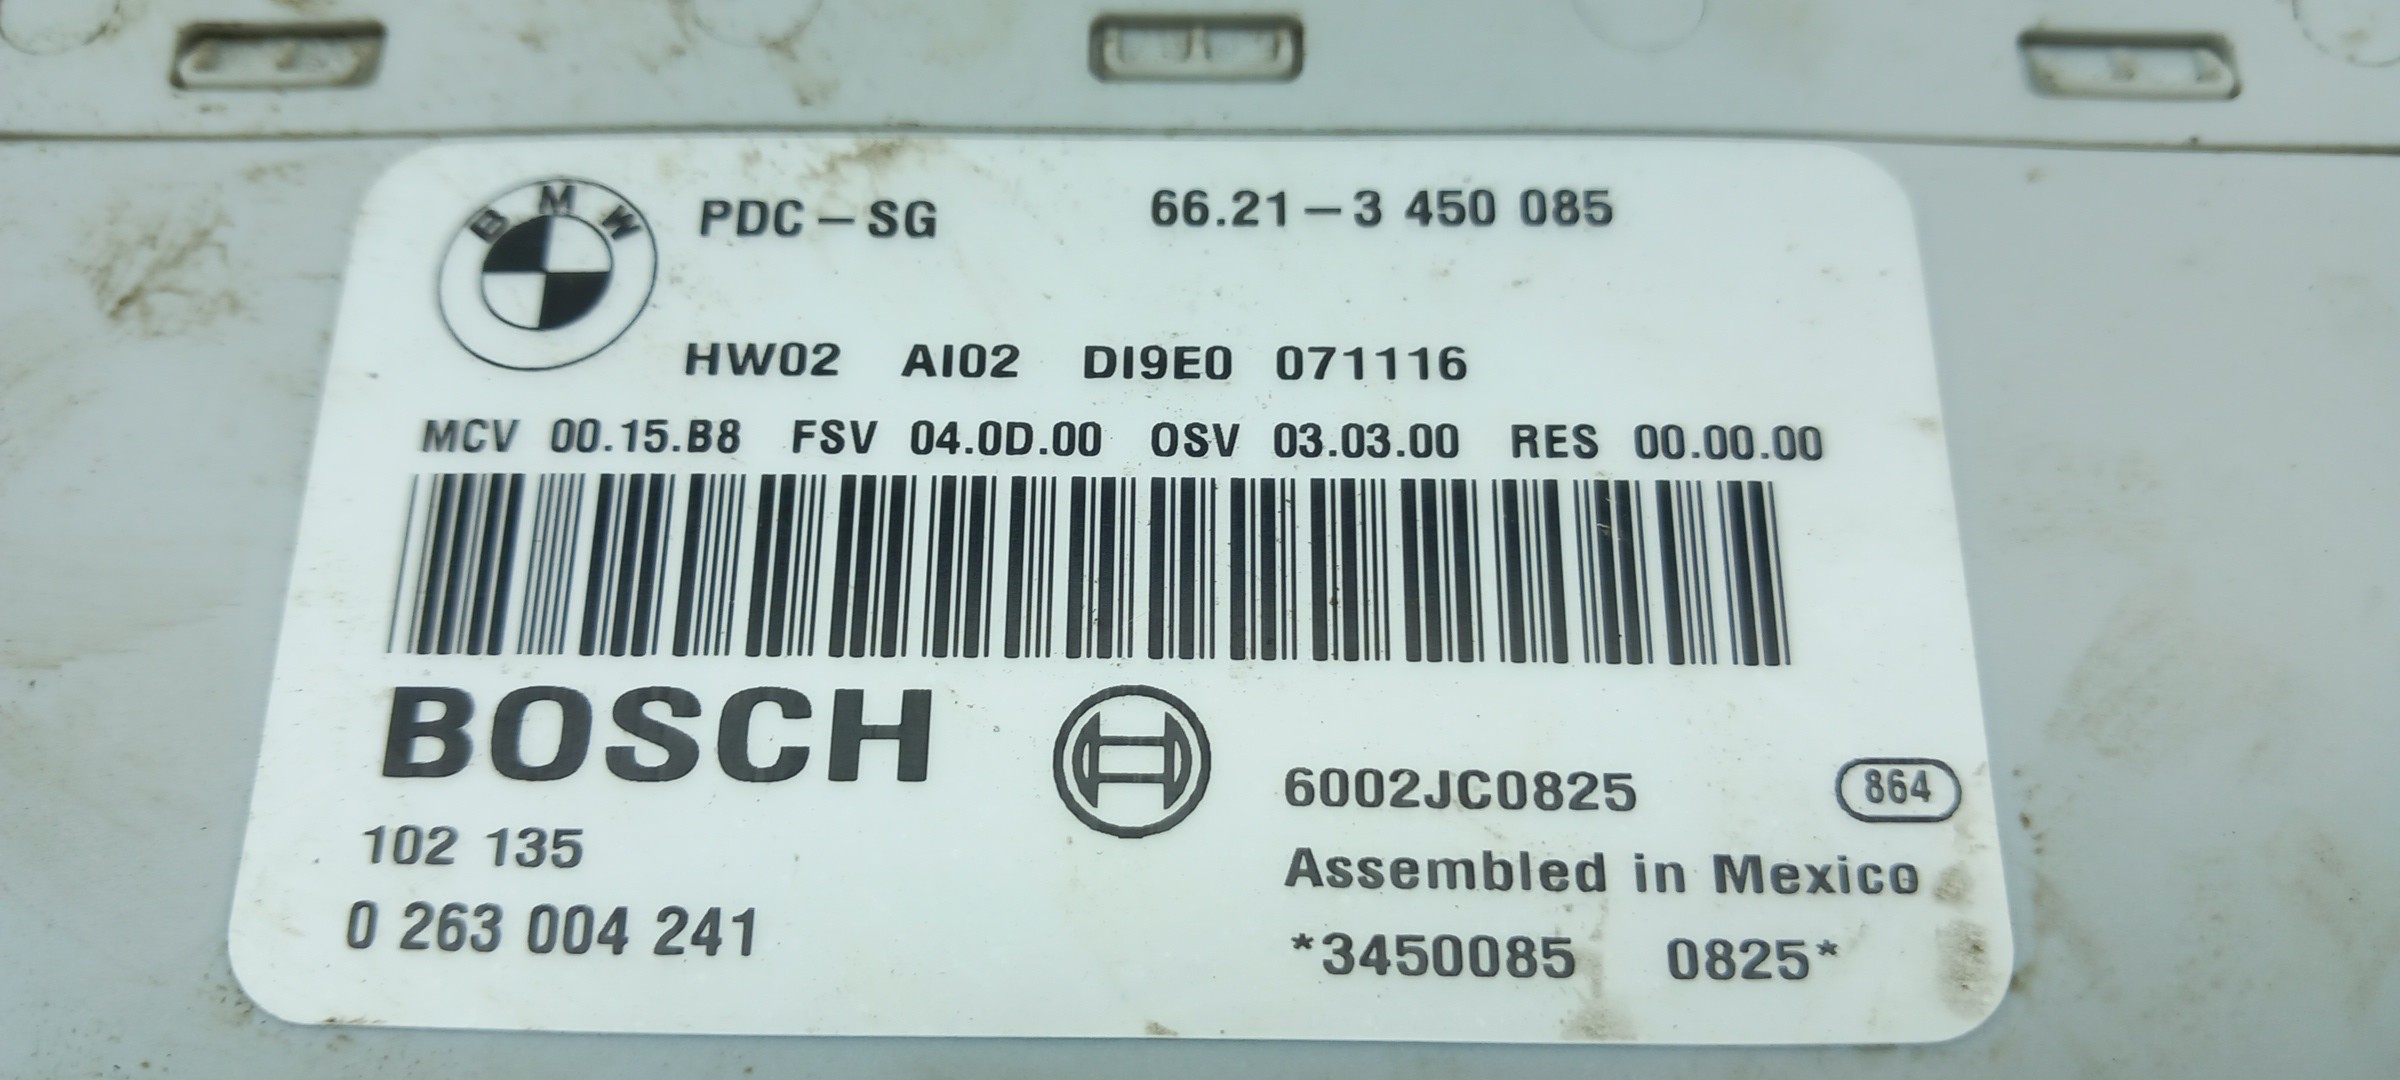 BMW
PDC-SG 66.21-3 450 085
HW02 AI02 DI9E0 071116
MCV 00.15.B8 FSV 04.0D.00 OSV 03.03.00 RES 00.00.00
BOSCH
6002JC0825 864
102 135
Assembled in Mexico
0 263 004 241
*3450085 0825*